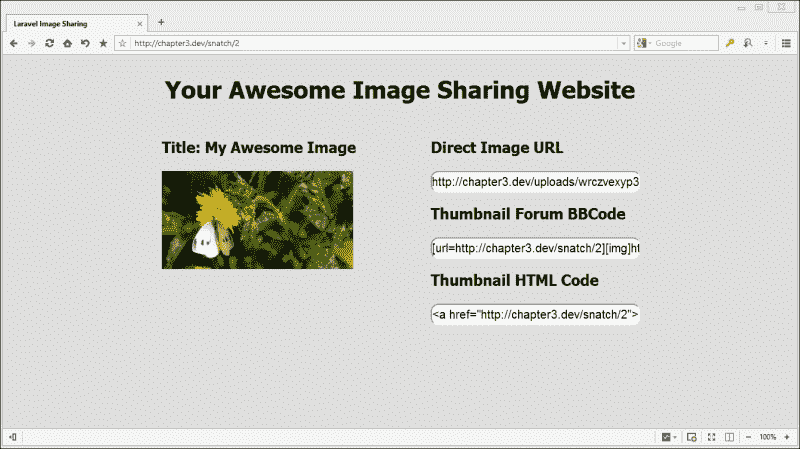 Laravel Image Sharing
http://chapter3.dev/snatch/2
Google
Your Awesome Image Sharing Website
Title: My Awesome Image
Direct Image URL
http://chapter3.dev/uploads/wrczvexyp3
Thumbnail Forum BBCode
[url=http://chapter3.dev/snatch/2][img]ht
Thumbnail HTML Code
<a href="http://chapter3.dev/snatch/2">
100%